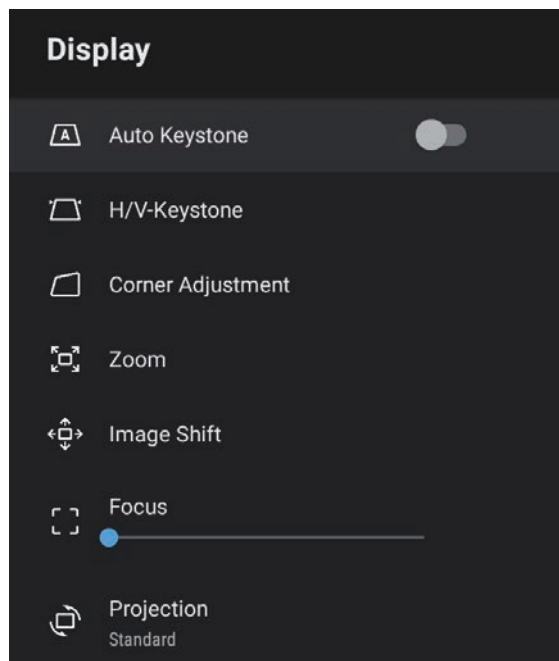 Display
A
Auto Keystone
H/V-Keystone
Corner Adjustment
Zoom
Image Shift
Focus
Projection
Standard